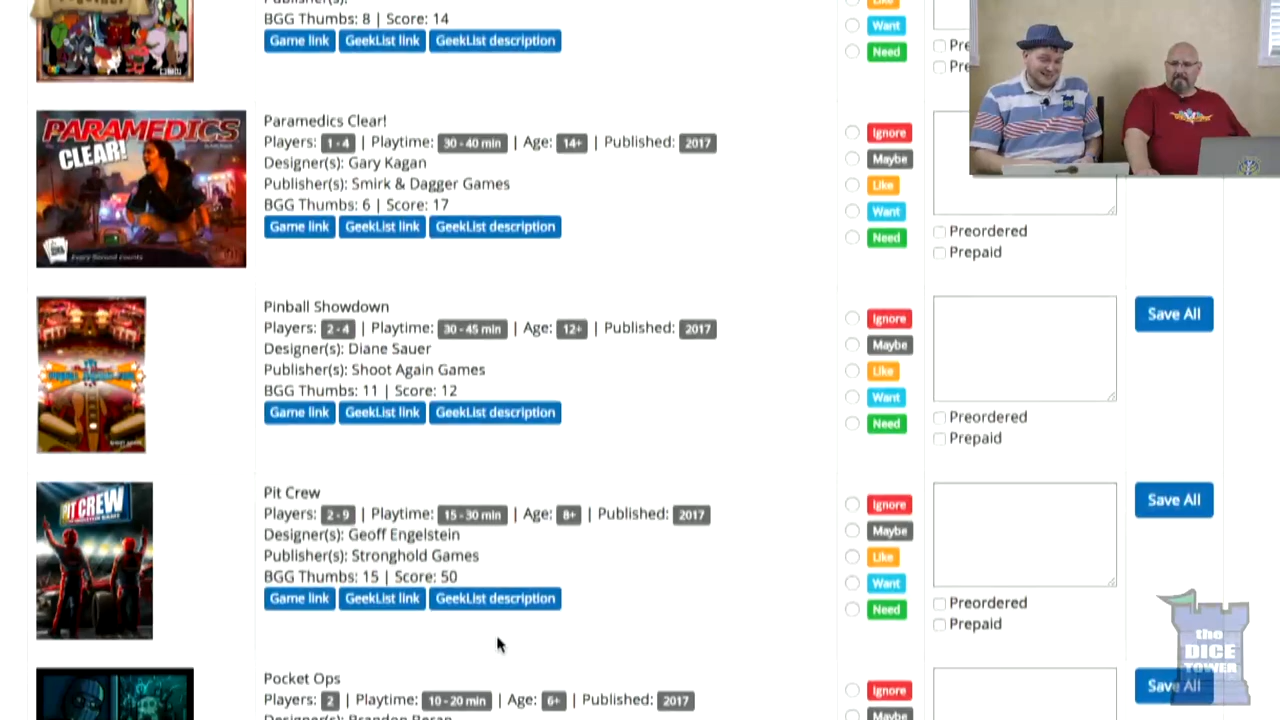 BGG Thumbs: 8 | Score: 14
Game link GeekList link GeekList description
Want
Need
PARAMEDICS
CLEAR!
Every Second Counts
Paramedics Clear!
Players: 1 - 4 | Playtime: 30 - 40 min | Age: 14+ | Published: 2017
Designer(s): Gary Kagan
Publisher(s): Smirk & Dagger Games
BGG Thumbs: 6 | Score: 17
Game link GeekList link GeekList description
Ignore
Maybe
Like
Want
Need
Preordered
Prepaid
Pinball Showdown
Players: 2 - 4 | Playtime: 30 - 45 min | Age: 12+ | Published: 2017
Designer(s): Diane Sauer
Publisher(s): Shoot Again Games
BGG Thumbs: 11 | Score: 12
Game link GeekList link GeekList description
Ignore
Maybe
Like
Want
Need
Preordered
Prepaid
Save All
PIT CREW
Pit Crew
Players: 2 - 9 | Playtime: 15 - 30 min | Age: 8+ | Published: 2017
Designer(s): Geoff Engelstein
Publisher(s): Stronghold Games
BGG Thumbs: 15 | Score: 50
Game link GeekList link GeekList description
Ignore
Maybe
Like
Want
Need
Preordered
Prepaid
Save All
Pocket Ops
Players: 2 | Playtime: 10 - 20 min | Age: 6+ | Published: 2017
Ignore
Maybe
Save All
the
DICE
TOWER